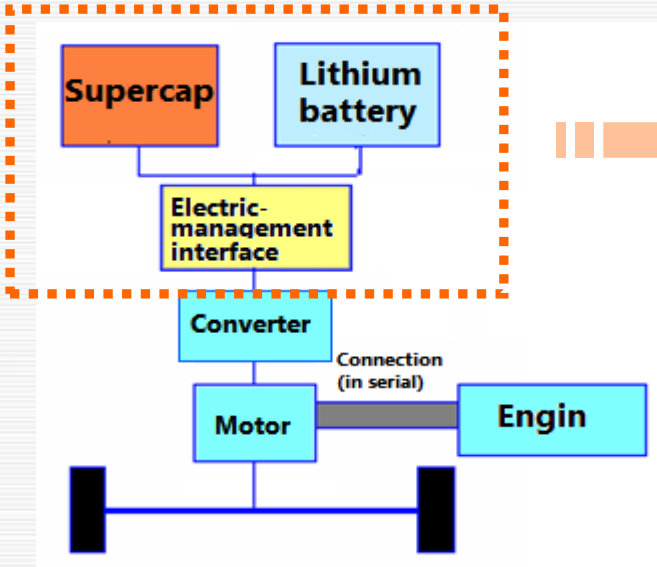 Supercap
Lithium
battery
Electric-
management
interface
Converter
Connection
(in serial)
Motor
Engin